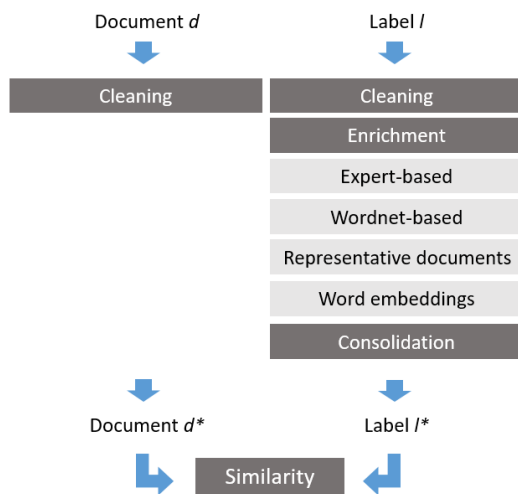 Document d
Label l
Cleaning
Cleaning
Enrichment
Expert-based
Wordnet-based
Representative documents
Word embeddings
Consolidation
Document d*
Label l*
Similarity